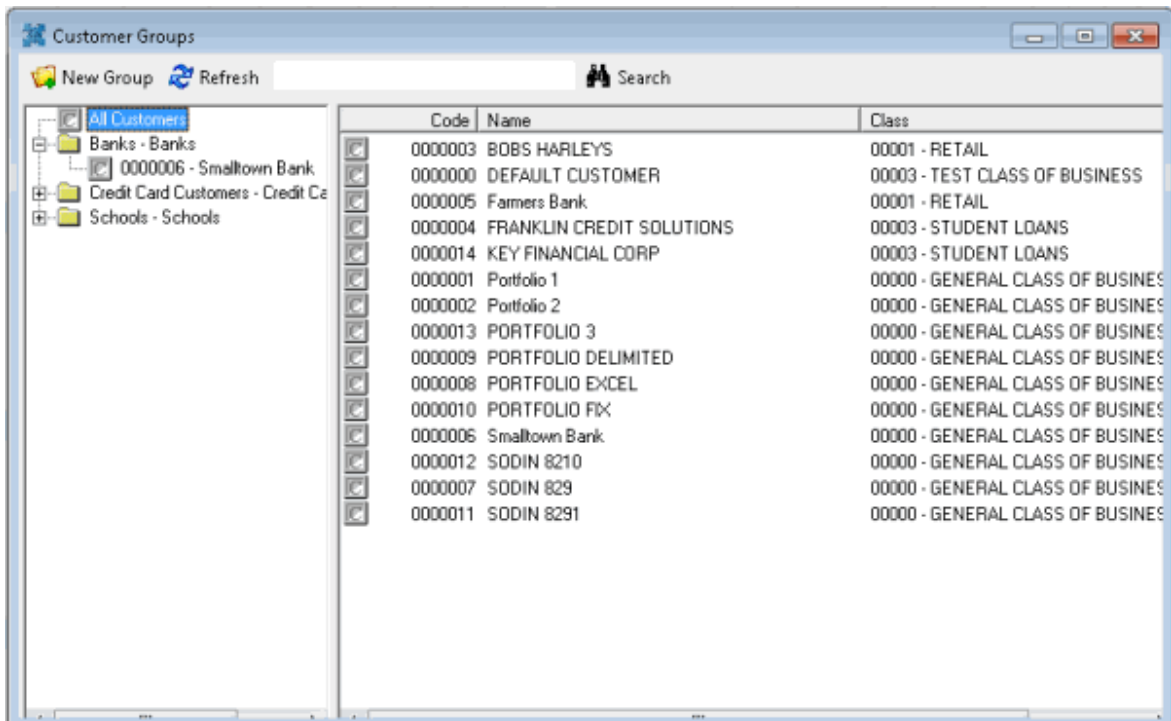 Customer Groups
New Group Refresh Search
All Customers
Banks - Banks
0000006 - Smalltown Bank
Credit Card Customers - Credit Ca
Schools - Schools
Code Name Class
0000003 BOBS HARLEYS 00001 - RETAIL
0000000 DEFAULT CUSTOMER 00003 - TEST CLASS OF BUSINESS
0000005 Farmers Bank 00001 - RETAIL
0000004 FRANKLIN CREDIT SOLUTIONS 00003 - STUDENT LOANS
0000014 KEY FINANCIAL CORP 00003 - STUDENT LOANS
0000001 Portfolio 1 00000 - GENERAL CLASS OF BUSINES
0000002 Portfolio 2 00000 - GENERAL CLASS OF BUSINES
0000013 PORTFOLIO 3 00000 - GENERAL CLASS OF BUSINES
0000009 PORTFOLIO DELIMITED 00000 - GENERAL CLASS OF BUSINES
0000008 PORTFOLIO EXCEL 00000 - GENERAL CLASS OF BUSINES
0000010 PORTFOLIO FIX 00000 - GENERAL CLASS OF BUSINES
0000006 Smalltown Bank 00000 - GENERAL CLASS OF BUSINES
0000012 SODIN 8210 00000 - GENERAL CLASS OF BUSINES
0000007 SODIN 829 00000 - GENERAL CLASS OF BUSINES
0000011 SODIN 8291 00000 - GENERAL CLASS OF BUSINES